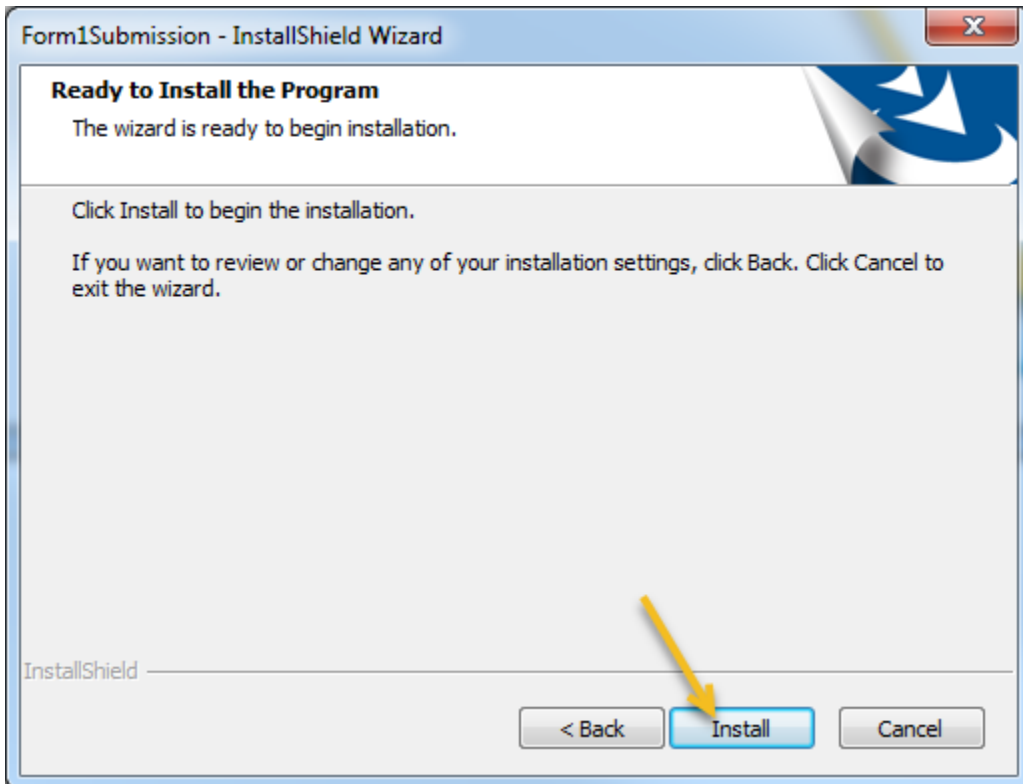 Form1Submission - InstallShield Wizard
Ready to Install the Program
The wizard is ready to begin installation.
Click Install to begin the installation.
If you want to review or change any of your installation settings, click Back. Click Cancel to
exit the wizard.
InstallShield
< Back Install Cancel